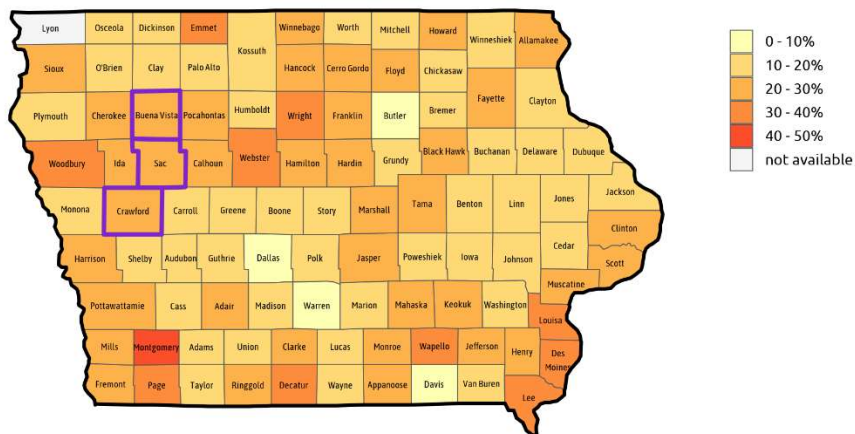 Lyon
Osceola
Dickinson
Emmet
Winnebago
Worth
Mitchell
Howard
Winneshiek
Allamakee
Kossuth
Sioux
O'Brien
Clay
Palo Alto
Hancock
Cerro Gordo
Floyd
Chickasaw
Fayette
Clayton
Plymouth
Cherokee
Buena Vista
Pocahontas
Humboldt
Wright
Franklin
Butler
Bremer
Woodbury
Ida
Sac
Calhoun
Webster
Hamilton
Hardin
Grundy
Black Hawk
Buchanan
Delaware
Dubuque
Monona
Crawford
Carroll
Greene
Boone
Story
Marshall
Tama
Benton
Linn
Jones
Jackson
Clinton
Cedar
Scott
Harrison
Shelby
Audubon
Guthrie
Dallas
Polk
Jasper
Poweshiek
Iowa
Johnson
Muscatine
Pottawattamie
Cass
Adair
Madison
Warren
Marion
Mahaska
Keokuk
Washington
Louisa
Mills
Montgomery
Adams
Union
Clarke
Lucas
Monroe
Wapello
Jefferson
Henry
Des
Moines
Fremont
Page
Taylor
Ringgold
Decatur
Wayne
Appanoose
Davis
Van Buren
Lee
0 - 10%
10 - 20%
20 - 30%
30 - 40%
40 - 50%
not available